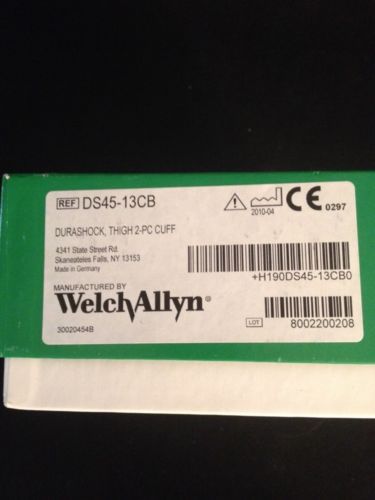 REF DS45-13CB
2010-04
CE 0297
DURASHOCK, THIGH 2-PC CUFF
4341 State Street Rd.
Skaneateles Falls, NY 13153
Made in Germany
+H190DS45-13CB0
MANUFACTURED BY
WelchAllyn®
30020454B
LOT 8002200208